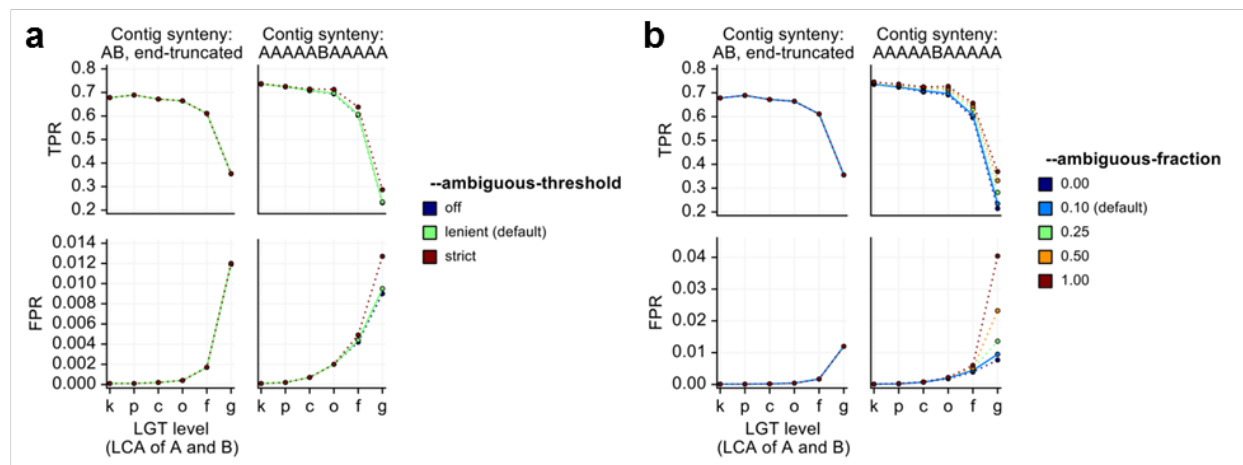 a
Contig synteny:
AB, end-truncated
Contig synteny:
AAAAABAAAAA
TPR
0.8
0.7
0.6
0.5
0.4
0.3
0.2
FPR
0.014
0.012
0.010
0.008
0.006
0.004
0.002
0.000
k p c o f g
k p c o f g
LGT level
(LCA of A and B)
--ambiguous-threshold
off
lenient (default)
strict
b
Contig synteny:
AB, end-truncated
Contig synteny:
AAAAABAAAAA
TPR
0.8
0.7
0.6
0.5
0.4
0.3
0.2
FPR
0.04
0.03
0.02
0.01
0.00
k p c o f g
k p c o f g
LGT level
(LCA of A and B)
--ambiguous-fraction
0.00
0.10 (default)
0.25
0.50
1.00